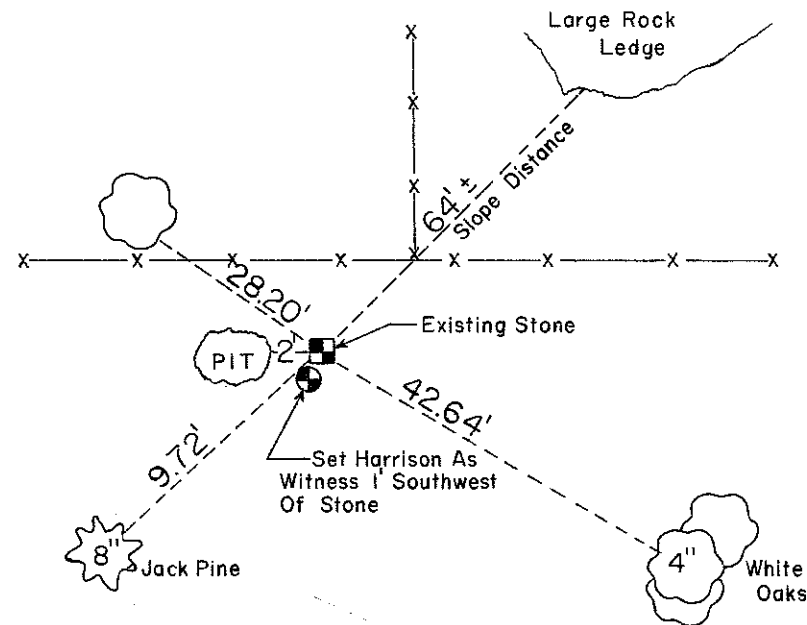 Large Rock
Ledge
64' ±
Slope Distance
28.20'
Existing Stone
PIT
2'
42.64'
9.72'
Set Harrison As
Witness 1' Southwest
Of Stone
8"
Jack Pine
4"
White
Oaks